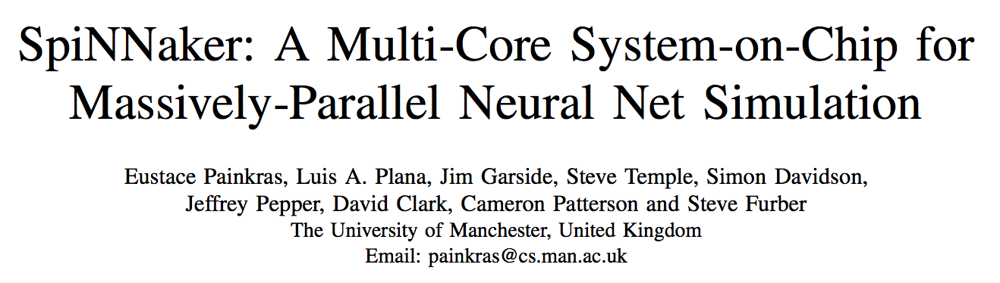 SpiNNaker: A Multi-Core System-on-Chip for
Massively-Parallel Neural Net Simulation
Eustace Painkras, Luis A. Plana, Jim Garside, Steve Temple, Simon Davidson,
Jeffrey Pepper, David Clark, Cameron Patterson and Steve Furber
The University of Manchester, United Kingdom
Email: painkras@cs.man.ac.uk